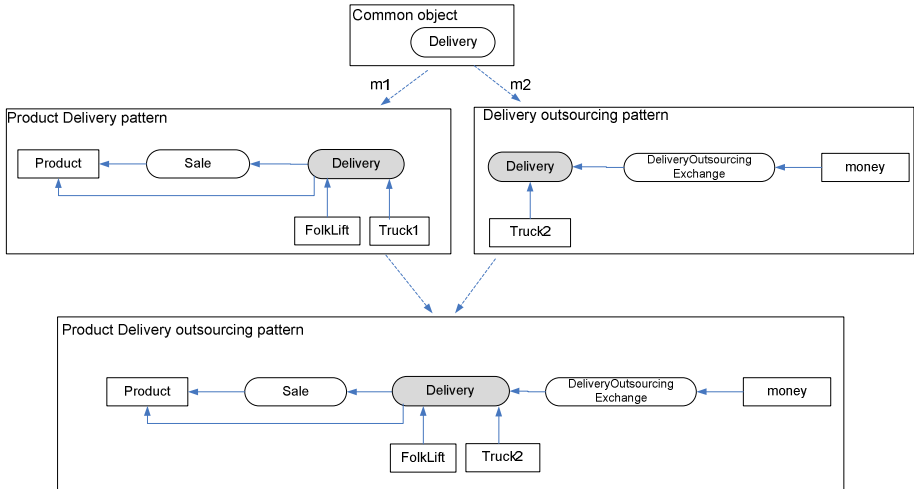 Common object
Delivery
m1
m2
Product Delivery pattern
Product
Sale
Delivery
FolkLift
Truck1
Delivery outsourcing pattern
Delivery
DeliveryOutsourcing
Exchange
money
Truck2
Product Delivery outsourcing pattern
Product
Sale
Delivery
DeliveryOutsourcing
Exchange
money
FolkLift
Truck2